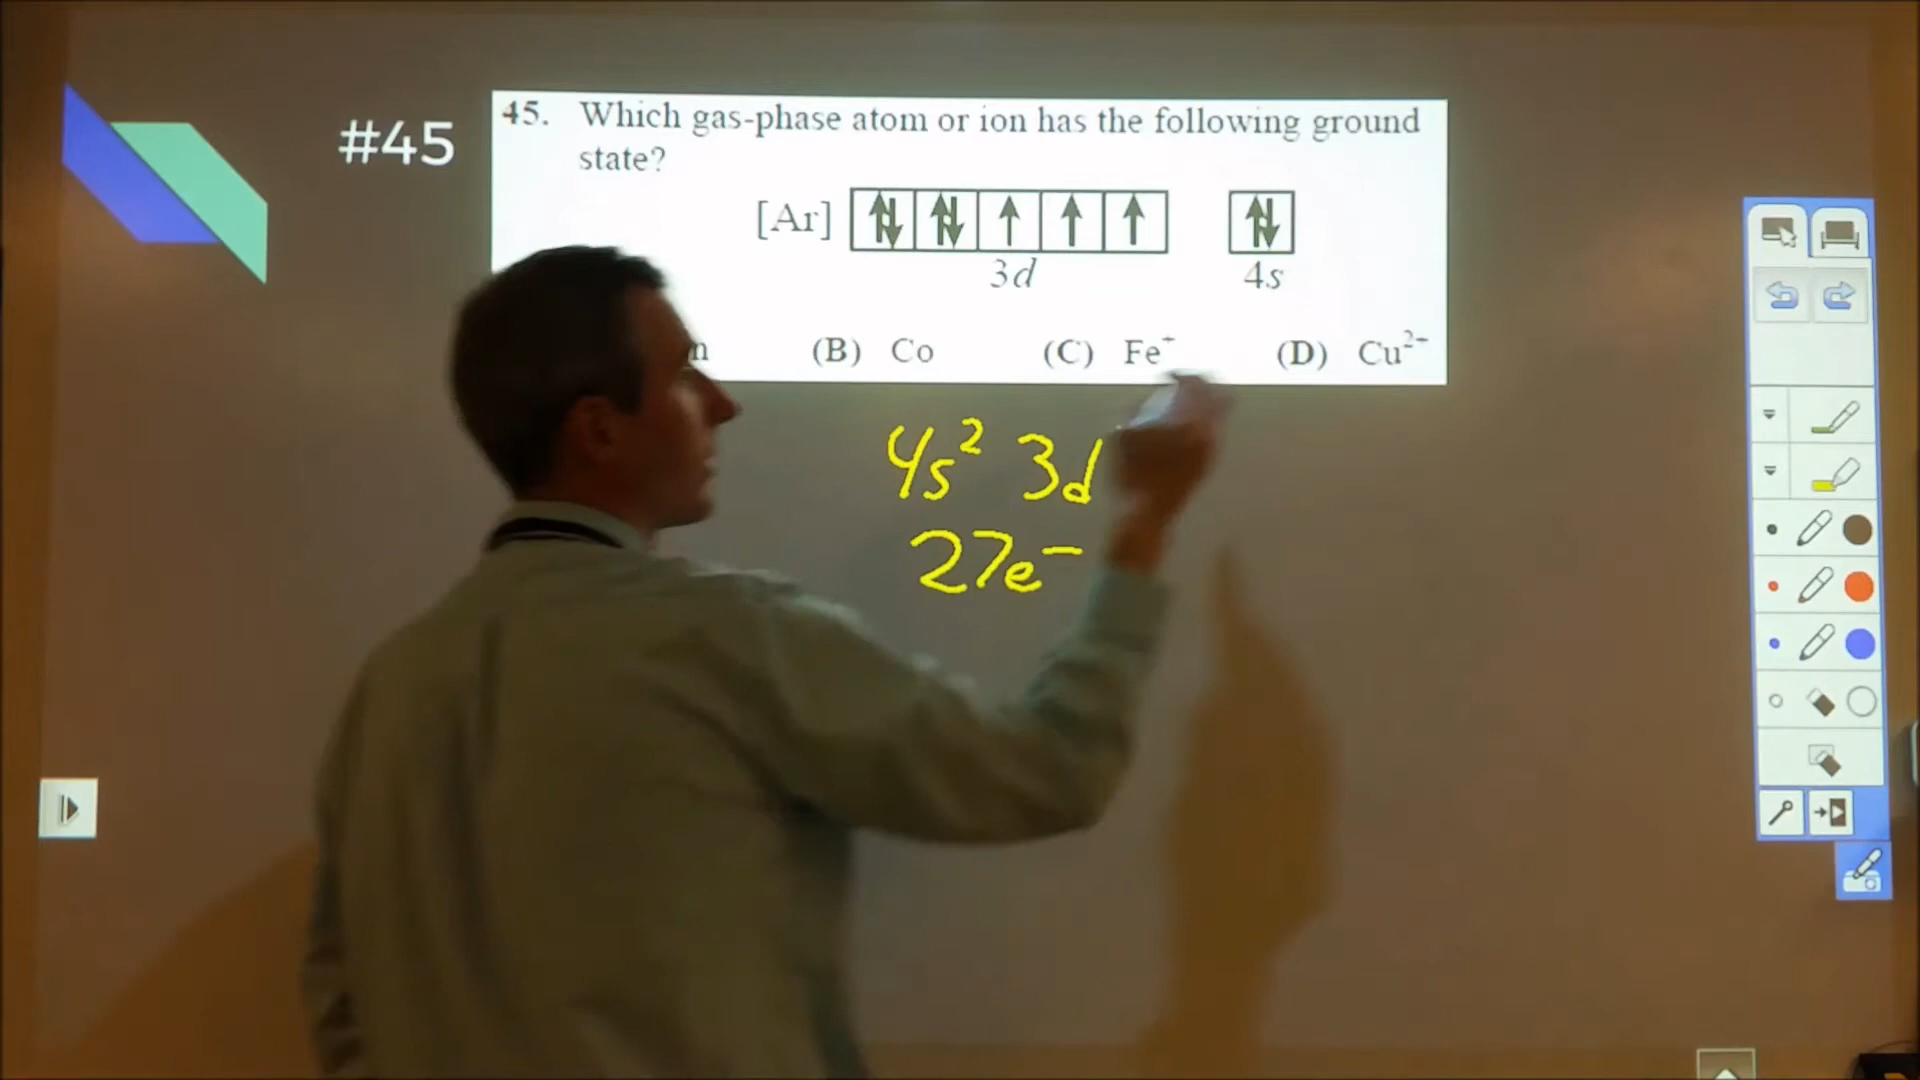 #45
45. Which gas-phase atom or ion has the following ground
state?
[Ar]
3d 4s
n (B) Co (C) Fe⁺ (D) Cu²⁺
4s² 3d
27e⁻